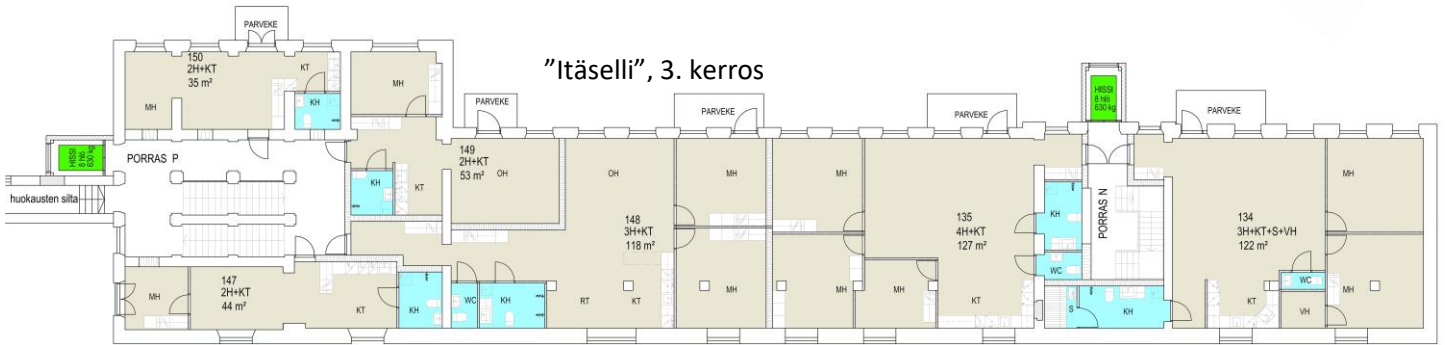 "Itäselli", 3. kerros
PARVEKE
150
2H+KT
35 m²
KT
MH
KH
MH
HISSI
8 hlö
630 kg
PORRAS P
huokausten silta
PARVEKE
149
2H+KT
53 m²
OH
KH
KT
OH
148
3H+KT
118 m²
PARVEKE
MH
MH
135
4H+KT
127 m²
PARVEKE
HISSI
8 hlö
630 kg
KH
PORRAS N
WC
PARVEKE
134
3H+KT+S+VH
122 m²
MH
147
2H+KT
44 m²
MH
KT
KH
WC
KH
RT
KT
MH
MH
MH
KT
S
KH
KT
WC
VH
MH